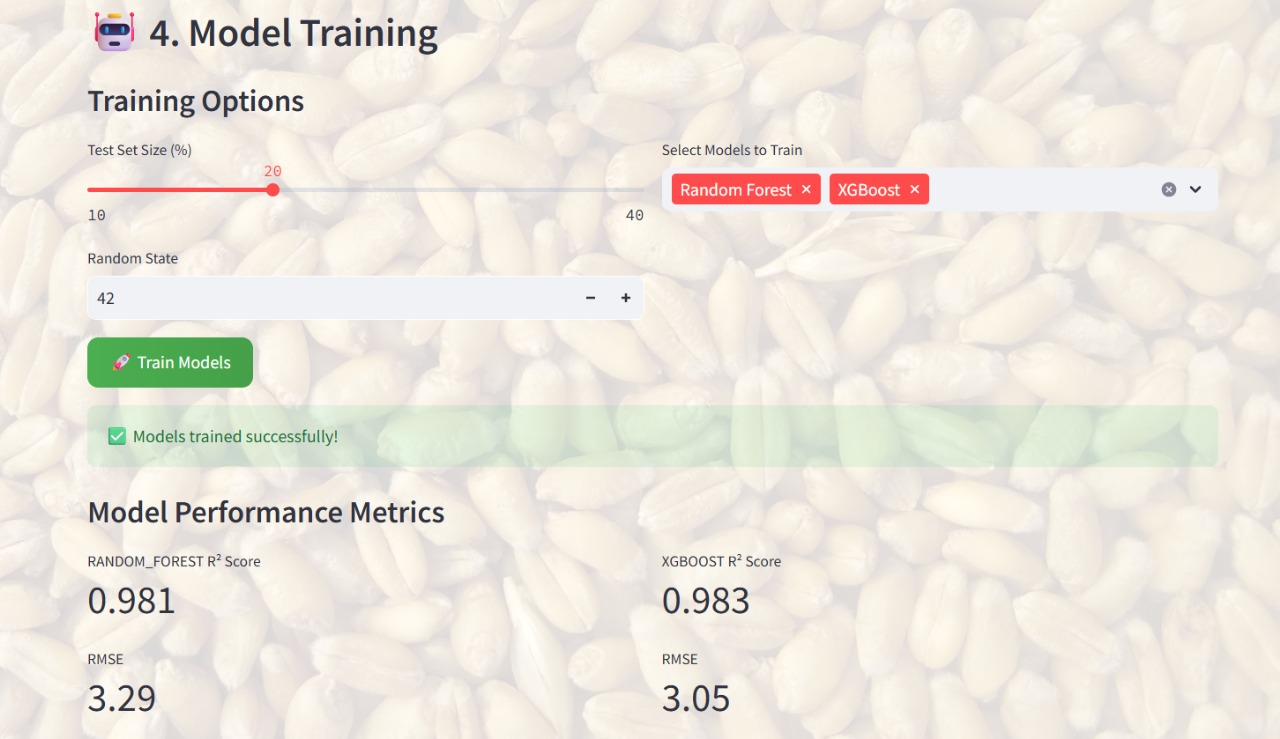 4. Model Training
Training Options
Test Set Size (%)
20
10
40
Select Models to Train
Random Forest ×
XGBoost ×
Random State
42
− +
Train Models
Models trained successfully!
Model Performance Metrics
RANDOM_FOREST R² Score
0.981
XGBOOST R² Score
0.983
RMSE
3.29
RMSE
3.05